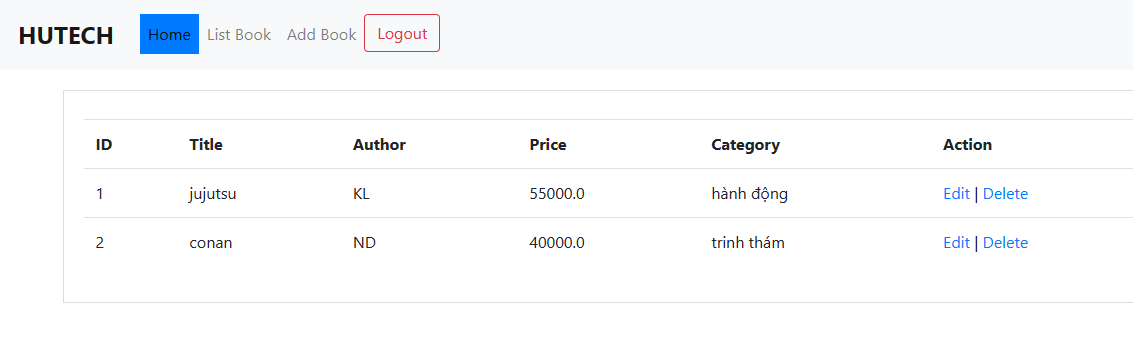 HUTECH Home List Book Add Book Logout
ID Title Author Price Category Action
1 jujutsu KL 55000.0 hành động Edit | Delete
2 conan ND 40000.0 trinh thám Edit | Delete